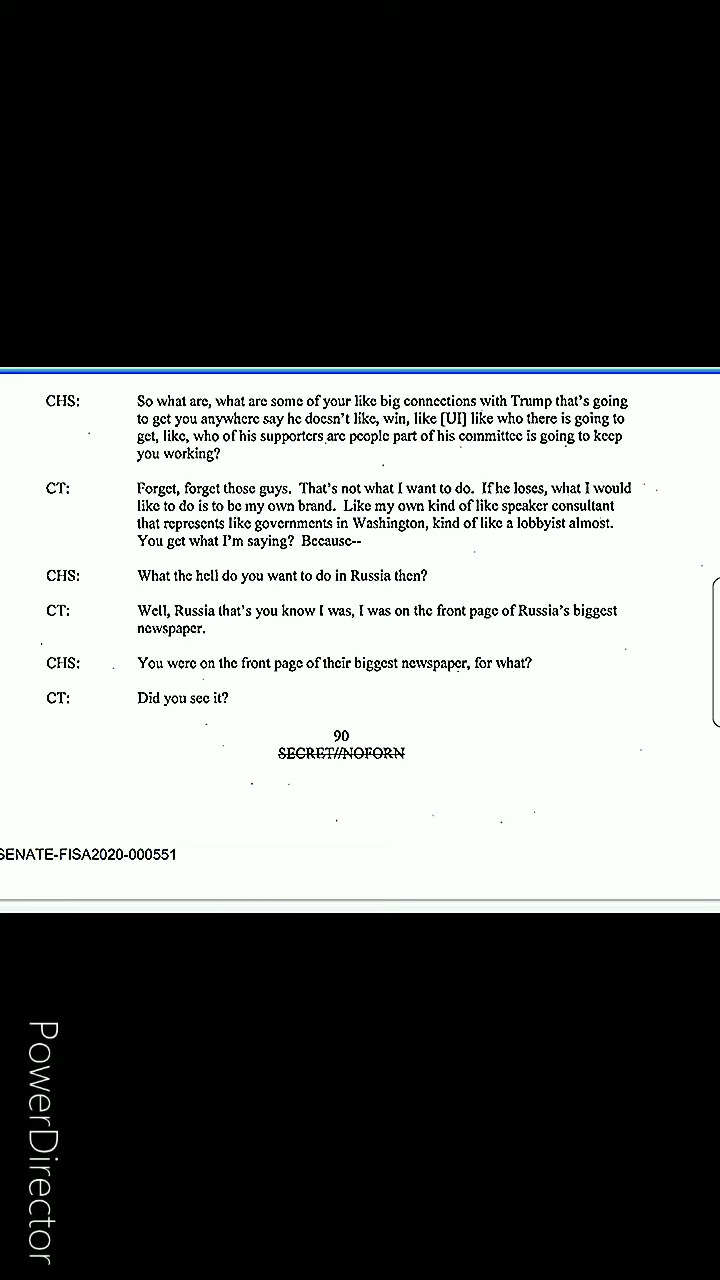 CHS: So what are, what are some of your like big connections with Trump that's going
to get you anywhere say he doesn't like, win, like [UI] like who there is going to
get, like, who of his supporters are people part of his committee is going to keep
you working?
CT: Forget, forget those guys. That's not what I want to do. If he loses, what I would
like to do is to be my own brand. Like my own kind of like speaker consultant
that represents like governments in Washington, kind of like a lobbyist almost.
You get what I'm saying? Because--
CHS: What the hell do you want to do in Russia then?
CT: Well, Russia that's you know I was, I was on the front page of Russia's biggest
newspaper.
CHS: You were on the front page of their biggest newspaper, for what?
CT: Did you see it?
90
SECRET//NOFORN
SENATE-FISA2020-000551
PowerDirector